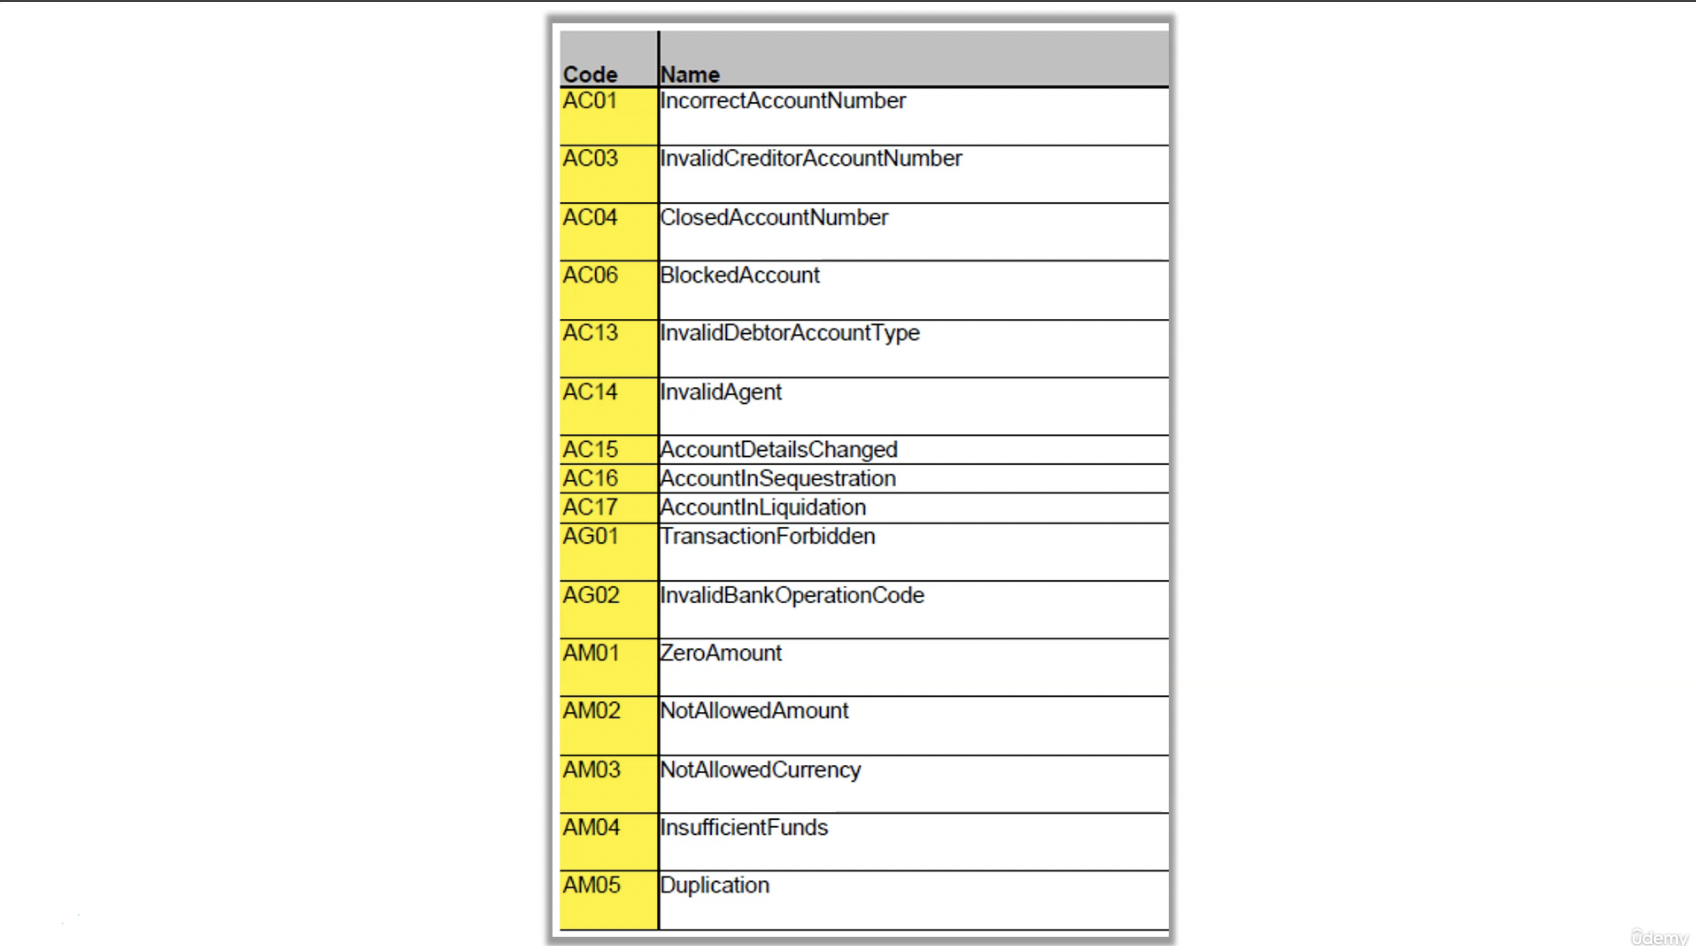 Code Name
AC01 IncorrectAccountNumber
AC03 InvalidCreditorAccountNumber
AC04 ClosedAccountNumber
AC06 BlockedAccount
AC13 InvalidDebtorAccountType
AC14 InvalidAgent
AC15 AccountDetailsChanged
AC16 AccountInSequestration
AC17 AccountInLiquidation
AG01 TransactionForbidden
AG02 InvalidBankOperationCode
AM01 ZeroAmount
AM02 NotAllowedAmount
AM03 NotAllowedCurrency
AM04 InsufficientFunds
AM05 Duplication
ûdemy